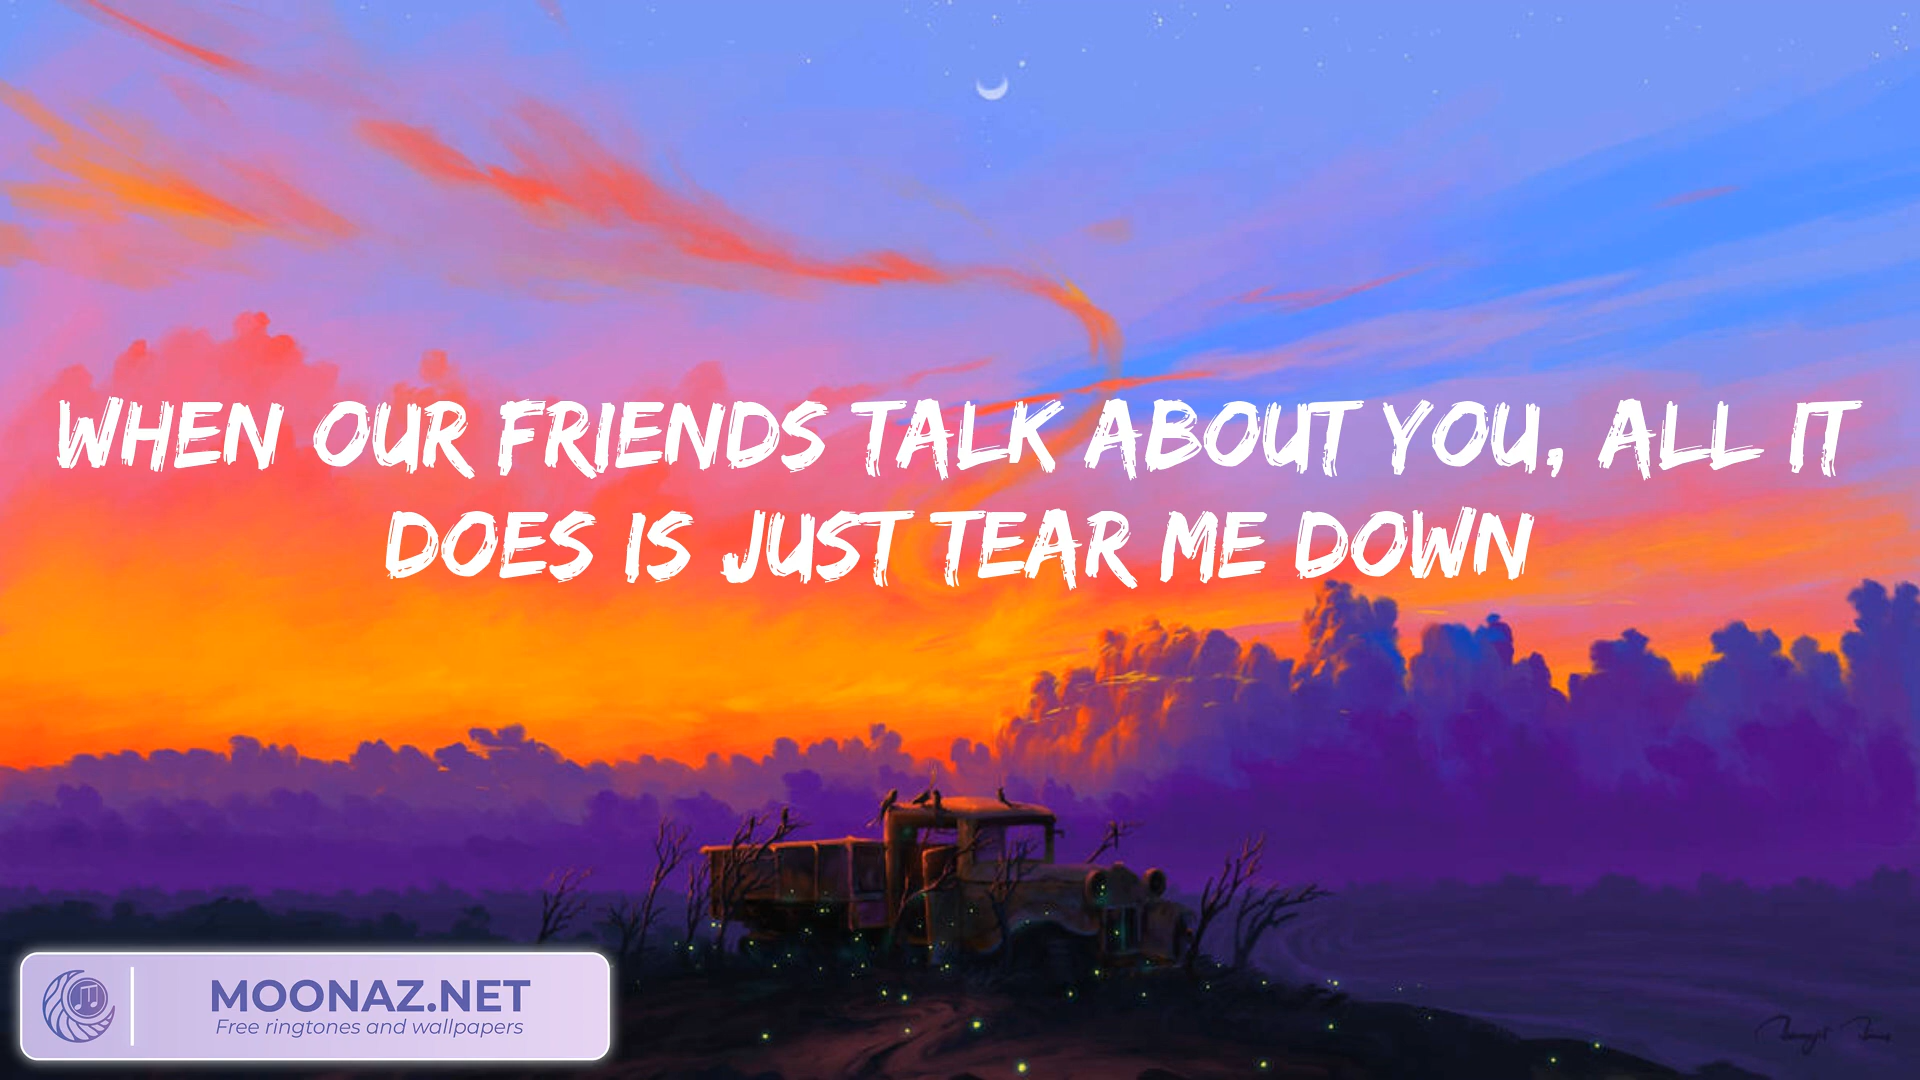 WHEN OUR FRIENDS TALK ABOUT YOU, ALL IT
DOES IS JUST TEAR ME DOWN
MOONAZ.NET
Free ringtones and wallpapers